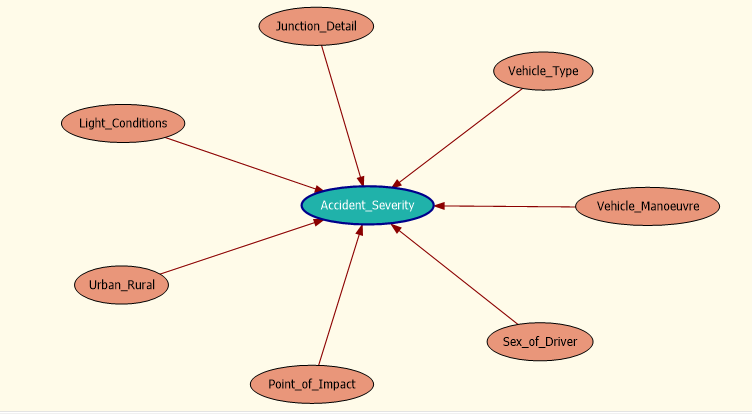 Junction_Detail
Vehicle_Type
Light_Conditions
Accident_Severity
Vehicle_Manoeuvre
Urban_Rural
Sex_of_Driver
Point_of_Impact